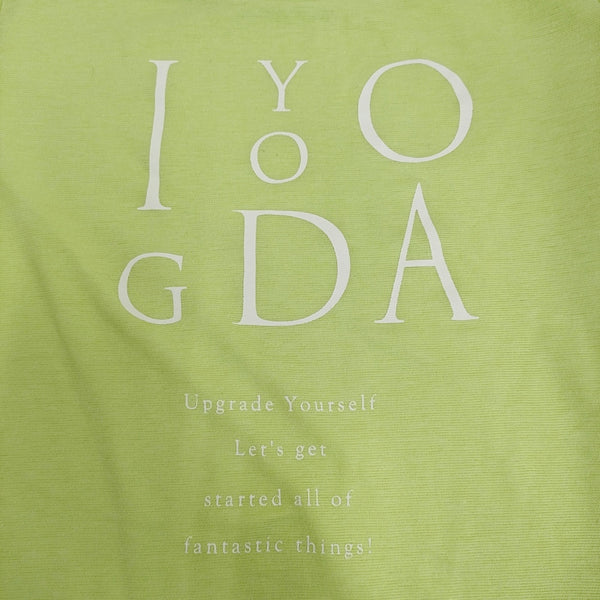 I Y O
O
G D A
Upgrade Yourself
Let's get
started all of
fantastic things!